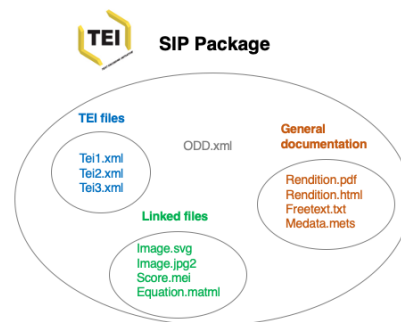 TEI
SIP Package
TEI files
Tei1.xml
Tei2.xml
Tei3.xml
ODD.xml
General
documentation
Rendition.pdf
Rendition.html
Freetext.txt
Medata.mets
Linked files
Image.svg
Image.jpg2
Score.mei
Equation.matml